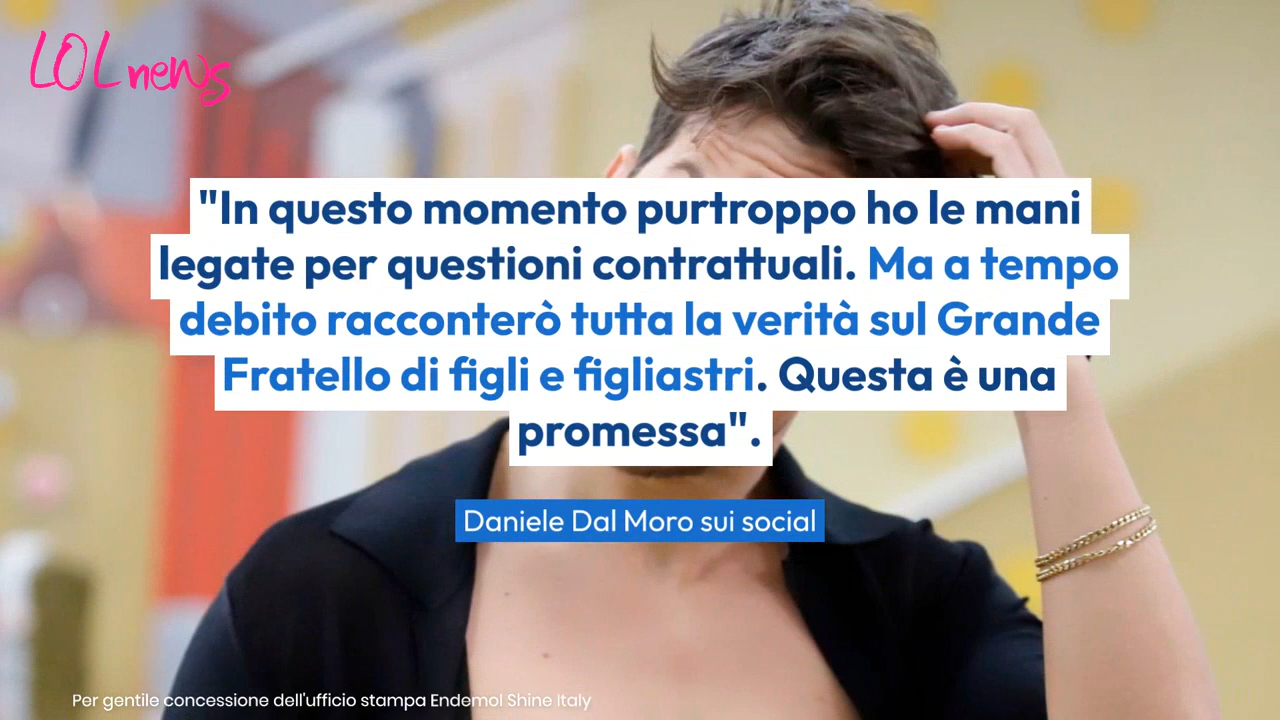 LOL news
"In questo momento purtroppo ho le mani
legate per questioni contrattuali. Ma a tempo
debito racconterò tutta la verità sul Grande
Fratello di figli e figliastri. Questa è una
promessa".
Daniele Dal Moro sui social
Per gentile concessione dell'ufficio stampa Endemol Shine Italy